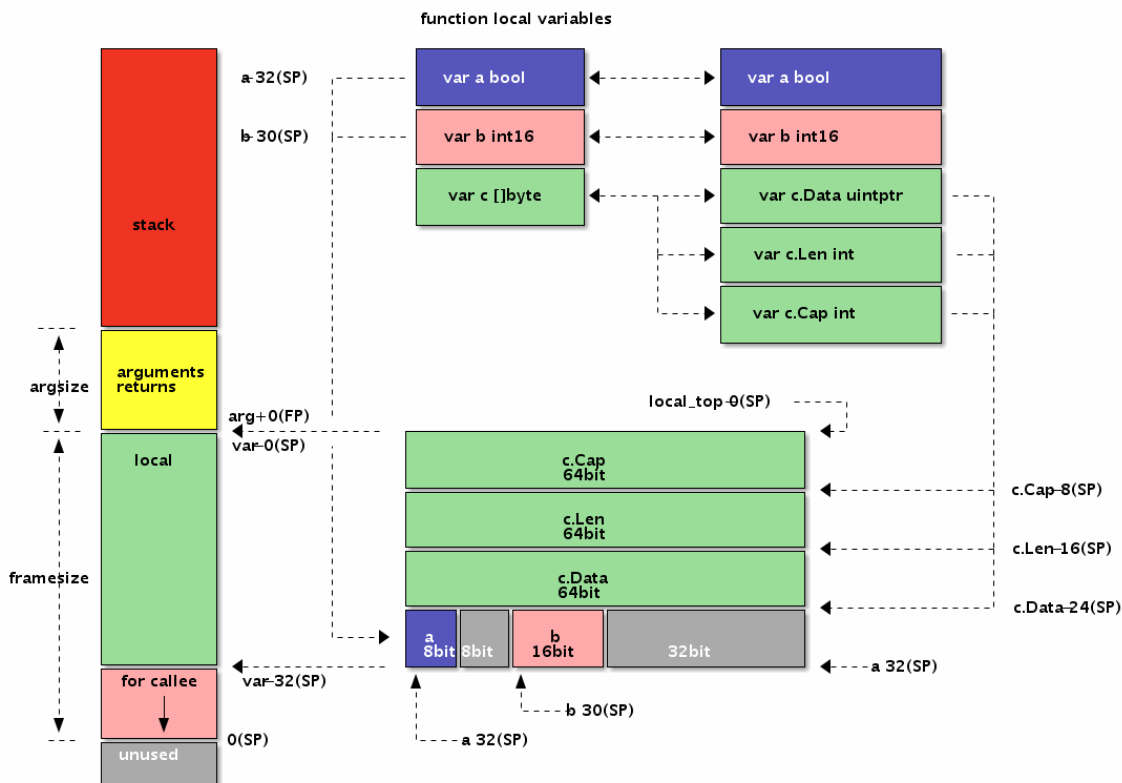 function local variables
a-32(SP)
var a bool
var a bool
b-30(SP)
var b int16
var b int16
var c []byte
var c.Data uintptr
stack
var c.Len int
var c.Cap int
argsize
arguments
returns
arg+0(FP)
local_top-0(SP)
var-0(SP)
local
c.Cap
64bit
c.Cap-8(SP)
c.Len
64bit
c.Len-16(SP)
framesize
c.Data
64bit
c.Data-24(SP)
a
8bit
8bit
b
16bit
32bit
a 32(SP)
for callee
var-32(SP)
b 30(SP)
0(SP)
a 32(SP)
unused